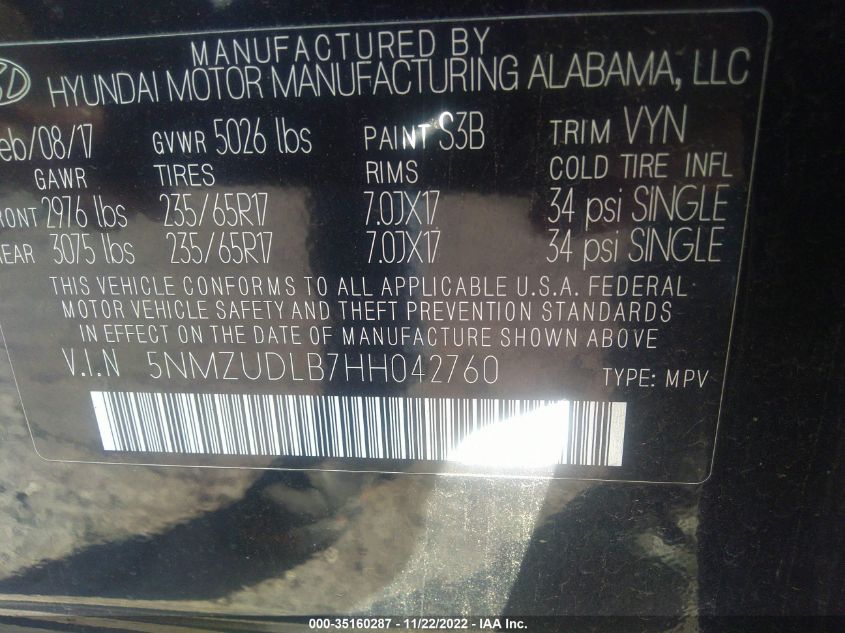 MANUFACTURED BY
HYUNDAI MOTOR MANUFACTURING ALABAMA, LLC
eb/08/17 GVWR 5026 lbs PAINT S3B TRIM VYN
GAWR TIRES RIMS COLD TIRE INFL
RONT 2976 lbs 235/65R17 7.0JX17 34 psi SINGLE
EAR 3075 lbs 235/65R17 7.0JX17 34 psi SINGLE
THIS VEHICLE CONFORMS TO ALL APPLICABLE U.S.A. FEDERAL
MOTOR VEHICLE SAFETY AND THEFT PREVENTION STANDARDS
IN EFFECT ON THE DATE OF MANUFACTURE SHOWN ABOVE
V.I.N 5NMZUDLB7HH042760 TYPE: MPV
000-35160287 - 11/22/2022 - IAA Inc.